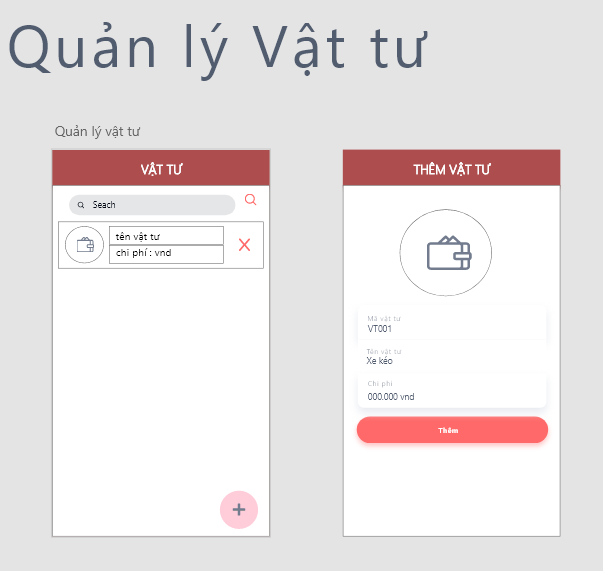 Quản lý Vật tư
Quản lý vật tư
VẬT TƯ
Seach
tên vật tư
chi phí : vnd
THÊM VẬT TƯ
Mã vật tư
VT001
Tên vật tư
Xe kéo
Chi phí
000.000 vnd
Thêm